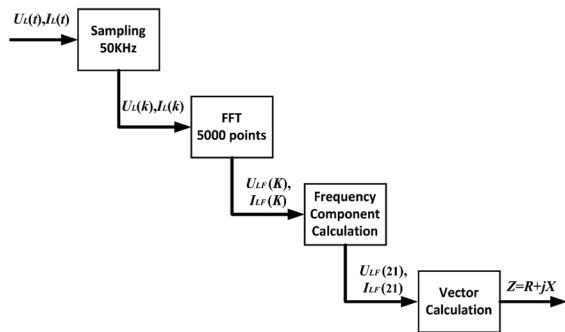 UL(t),IL(t)
Sampling
50KHz
UL(k),IL(k)
FFT
5000 points
ULF(K),
ILF(K)
Frequency
Component
Calculation
ULF(21),
ILF(21)
Vector
Calculation
Z=R+jX